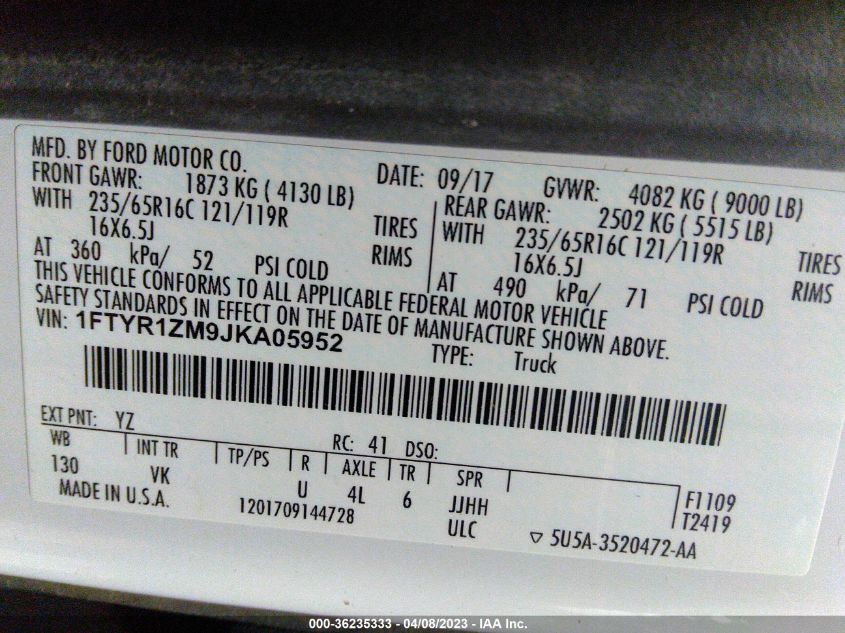 MFD. BY FORD MOTOR CO.
DATE: 09/17 GVWR: 4082 KG ( 9000 LB)
FRONT GAWR: 1873 KG ( 4130 LB)
WITH 235/65R16C 121/119R TIRES
16X6.5J RIMS
AT 360 kPa/ 52 PSI COLD
REAR GAWR: 2502 KG ( 5515 LB)
WITH 235/65R16C 121/119R TIRES
16X6.5J RIMS
AT 490 kPa/ 71 PSI COLD
THIS VEHICLE CONFORMS TO ALL APPLICABLE FEDERAL MOTOR VEHICLE
SAFETY STANDARDS IN EFFECT ON THE DATE OF MANUFACTURE SHOWN ABOVE.
VIN: 1FTYR1ZM9JKA05952 TYPE: Truck
EXT PNT: YZ RC: 41 DSO:
WB INT TR TP/PS R AXLE TR SPR
130 VK U 4L 6 JJHH F1109
MADE IN U.S.A. 1201709144728 ULC T2419
▽ 5U5A-3520472-AA
000-36235333 - 04/08/2023 - IAA Inc.